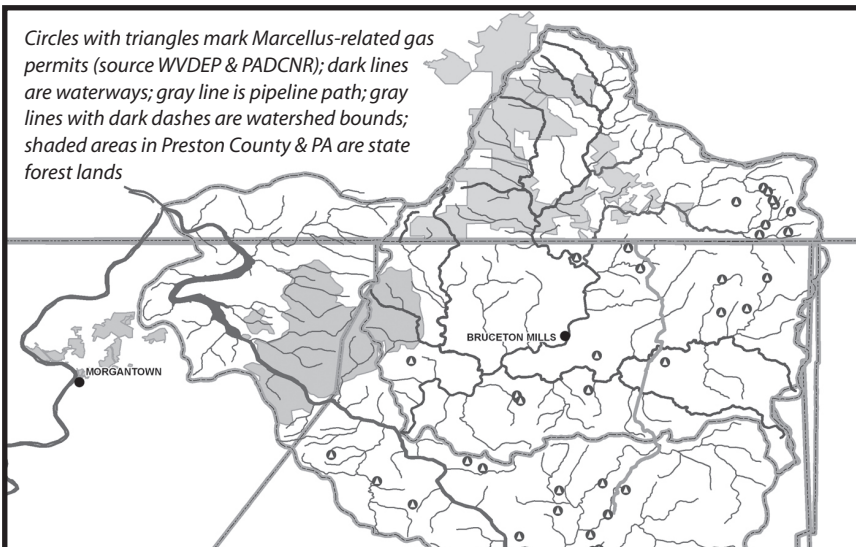 Circles with triangles mark Marcellus-related gas
permits (source WVDEP & PADCNR); dark lines
are waterways; gray line is pipeline path; gray
lines with dark dashes are watershed bounds;
shaded areas in Preston County & PA are state
forest lands
BRUCETON MILLS
MORGANTOWN